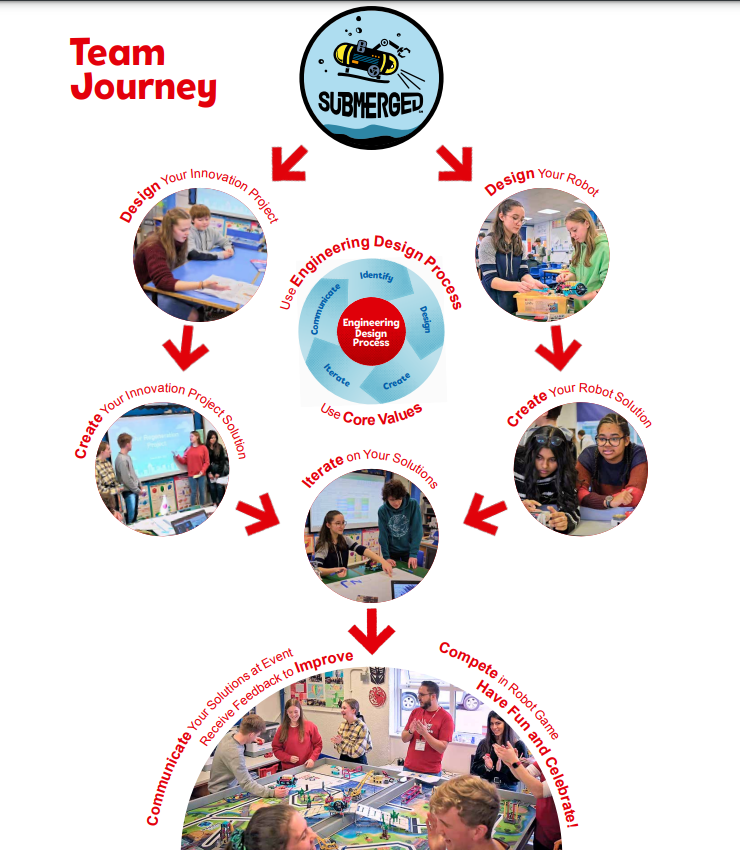 Team
Journey
SUBMERGED
Design Your Innovation Project
Design Your Robot
Use Engineering Design Process
Identify
Design
Create
Iterate
Communicate
Engineering
Design
Process
Use Core Values
Create Your Innovation Project Solution
Create Your Robot Solution
Iterate on Your Solutions
Communicate Your Solutions at Event
Receive Feedback to Improve
Compete in Robot Game
Have Fun and Celebrate!